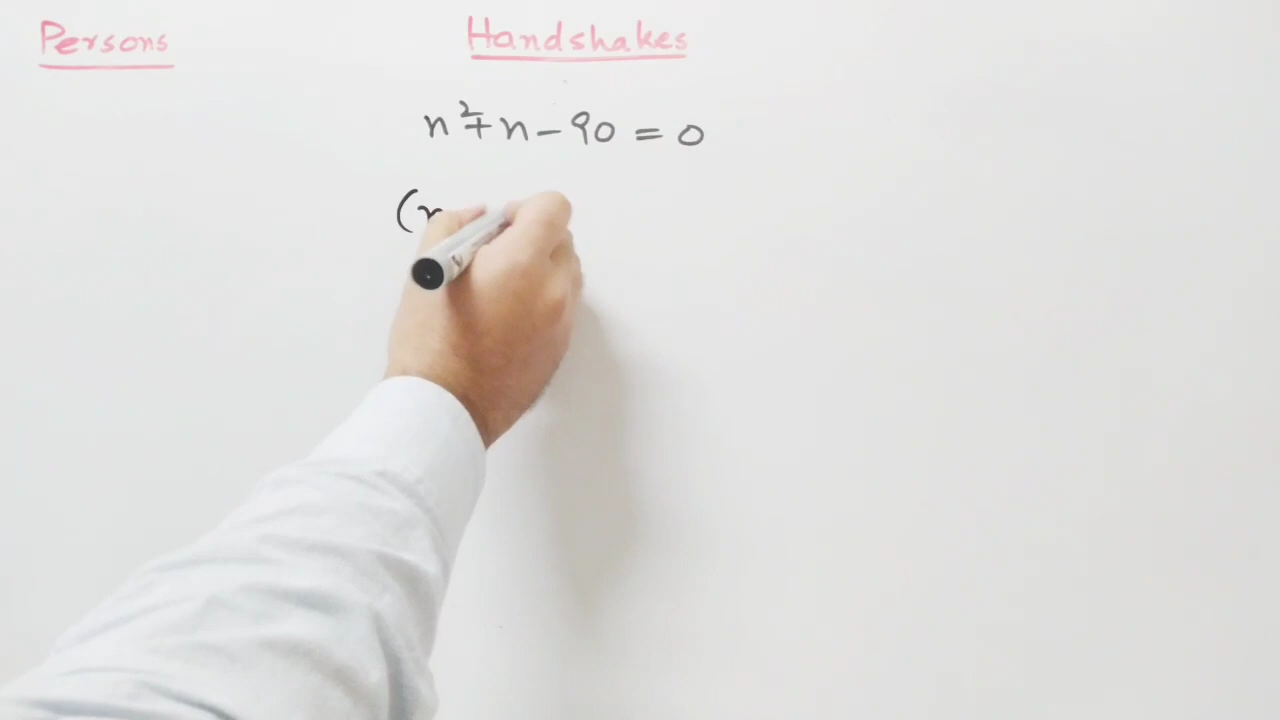 Persons Handshakes
n² + n - 90 = 0
(n